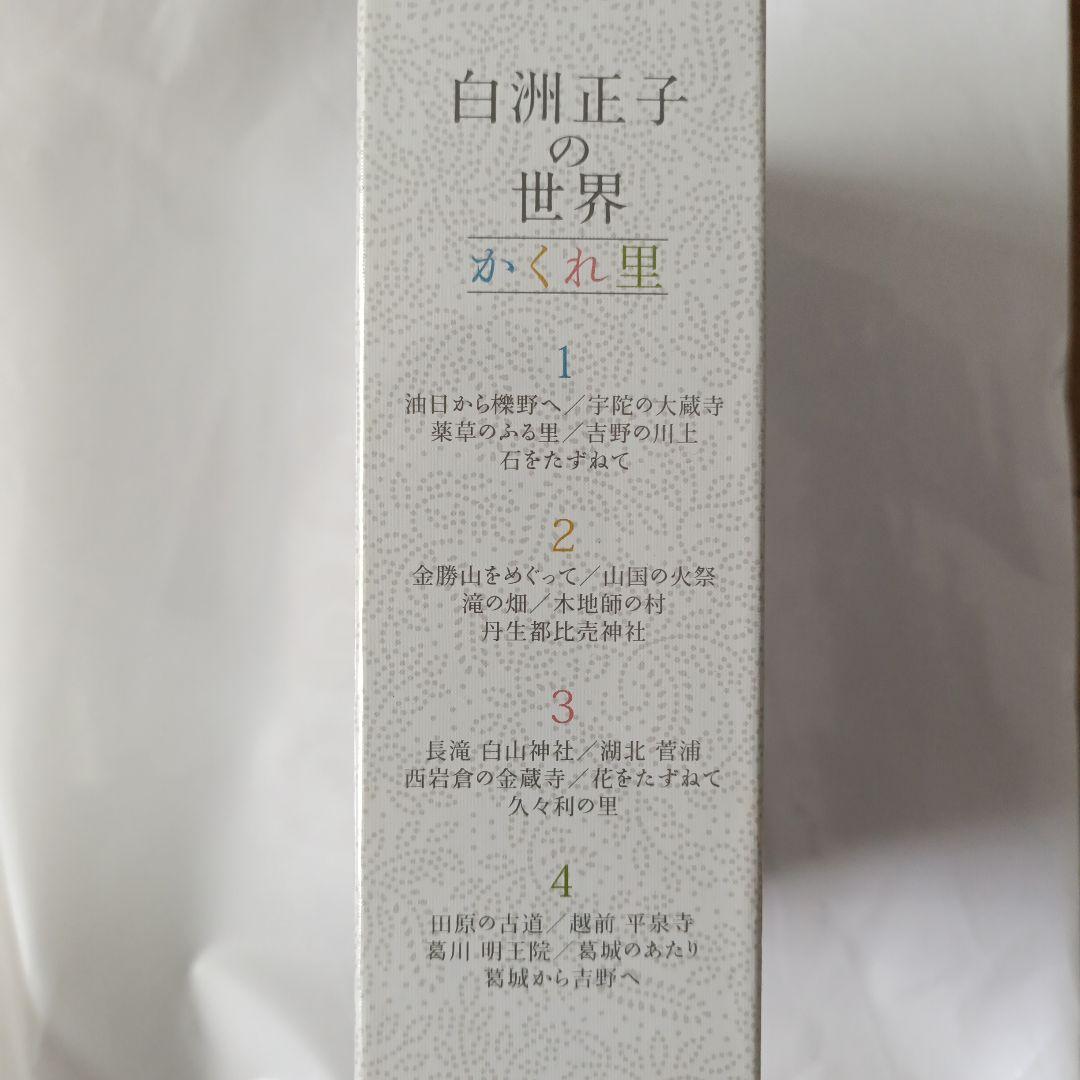 白洲正子
の
世界
かくれ里
1
油日から櫟野へ／宇陀の大蔵寺
薬草のふる里／吉野の川上
石をたずねて
2
金勝山をめぐって／山国の火祭
滝の畑／木地師の村
丹生都比売神社
3
長滝 白山神社／湖北 菅浦
西岩倉の金蔵寺／花をたずねて
久々利の里
4
田原の古道／越前 平泉寺
葛川 明王院／葛城のあたり
葛城から吉野へ